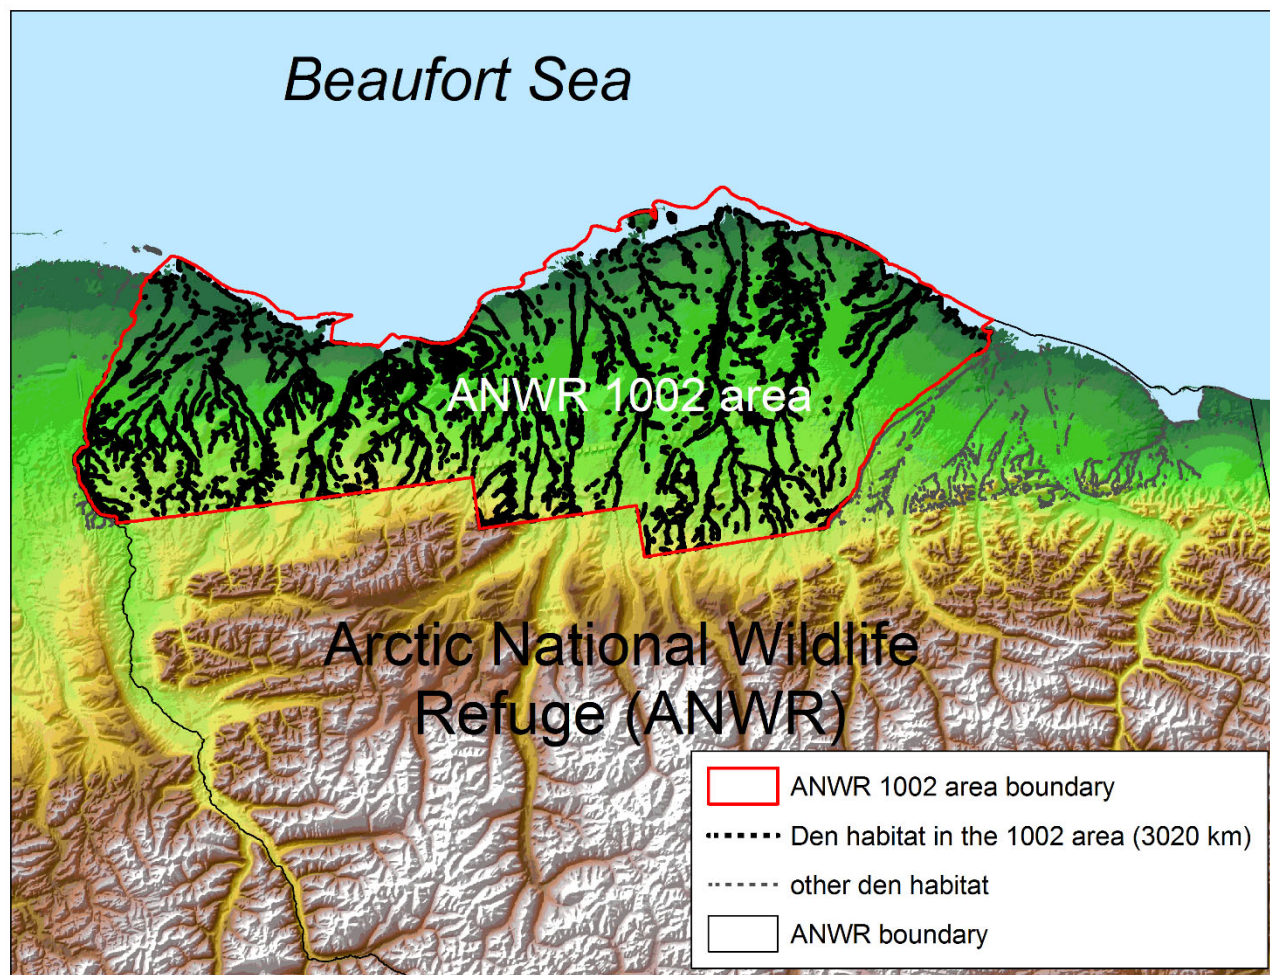 Beaufort Sea
ANWR 1002 area
Arctic National Wildlife
Refuge (ANWR)
ANWR 1002 area boundary
Den habitat in the 1002 area (3020 km)
other den habitat
ANWR boundary